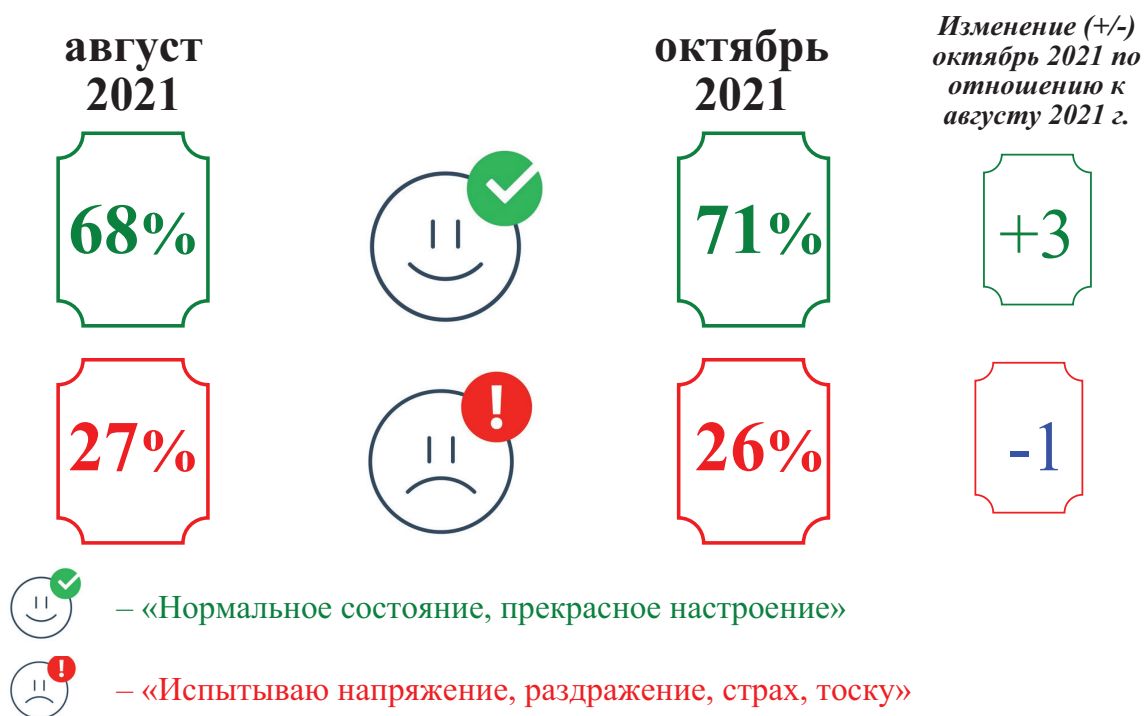 август
2021
октябрь
2021
Изменение (+/-)
октябрь 2021 по
отношению к
августу 2021 г.
68%
71%
+3
27%
26%
-1
– «Нормальное состояние, прекрасное настроение»
– «Испытываю напряжение, раздражение, страх, тоску»